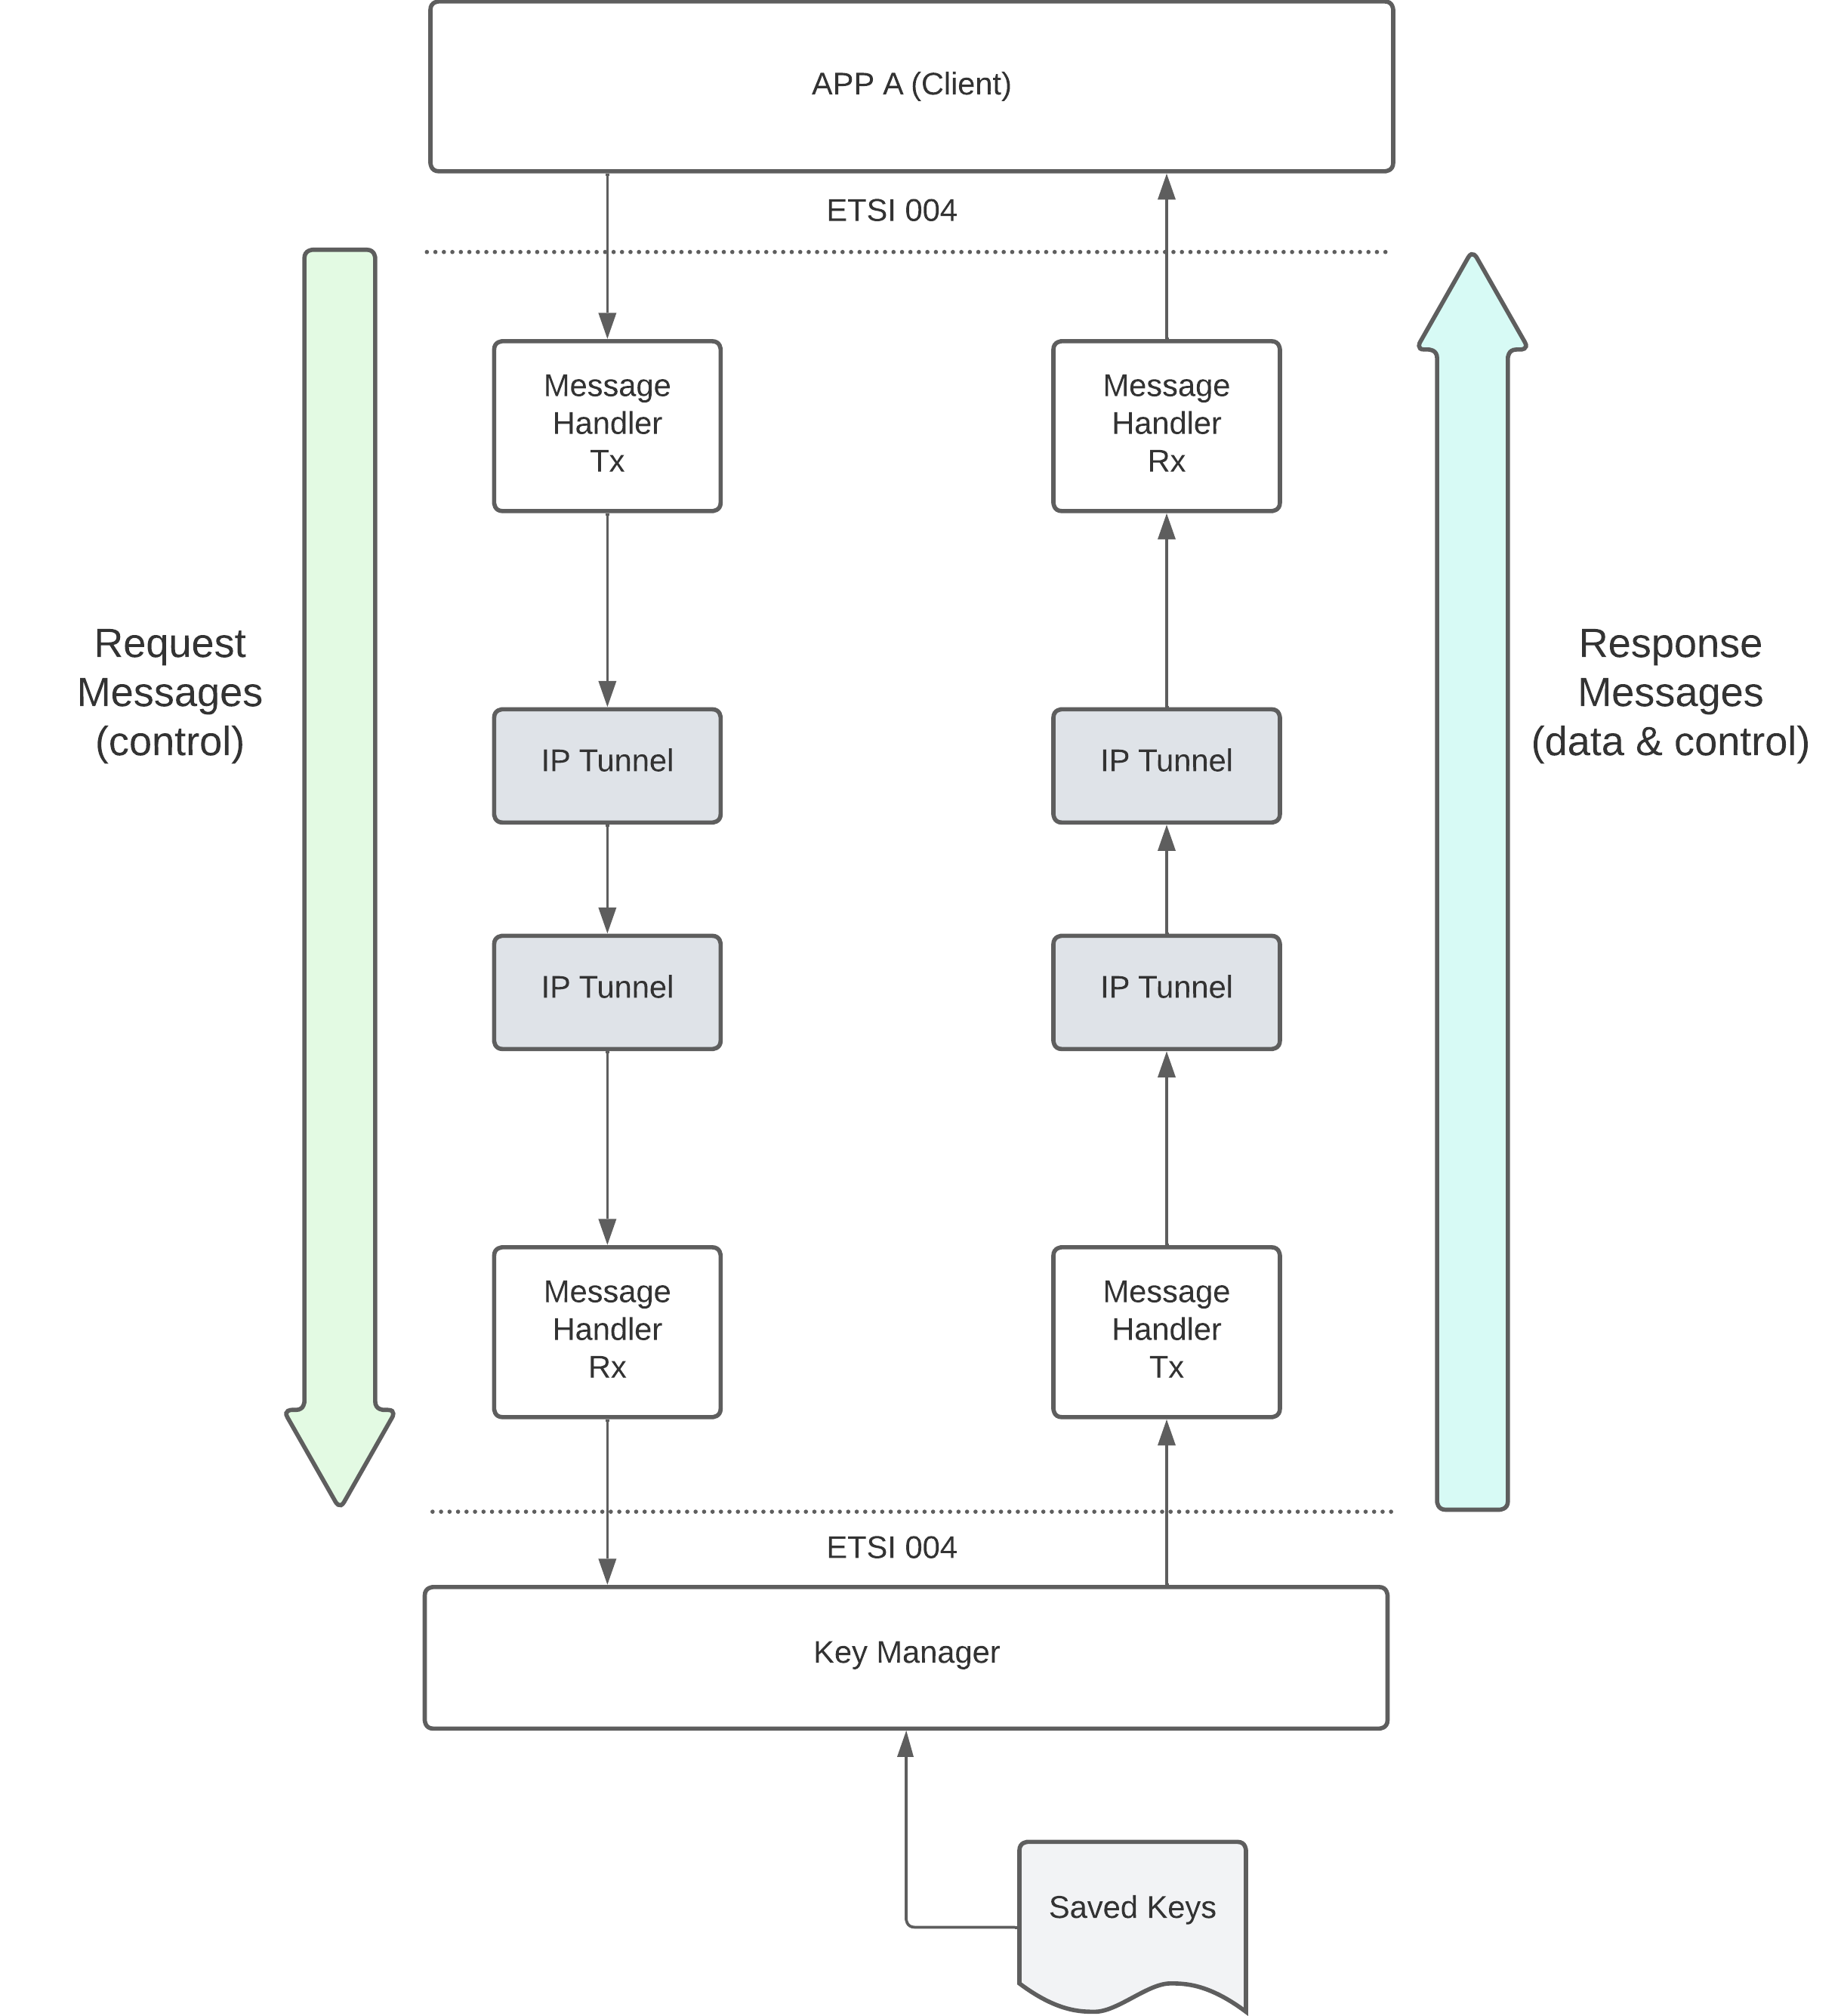 APP A (Client)
ETSI 004
Message
Handler
Tx
Message
Handler
Rx
Request
Messages
(control)
Response
Messages
(data & control)
IP Tunnel
IP Tunnel
IP Tunnel
IP Tunnel
Message
Handler
Rx
Message
Handler
Tx
ETSI 004
Key Manager
Saved Keys